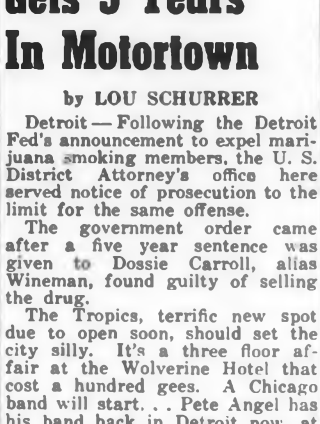 Gets 5 Years
In Motortown
by LOU SCHURRER
Detroit — Following the Detroit
Fed's announcement to expel mari-
juana smoking members, the U. S.
District Attorney's office here
served notice of prosecution to the
limit for the same offense.
The government order came
after a five year sentence was
given to Dossie Carroll, alias
Wineman, found guilty of selling
the drug.
The Tropics, terrific new spot
due to open soon, should set the
city silly. It's a three floor af-
fair at the Wolverine Hotel that
cost a hundred gees. A Chicago
band will start. . . Pete Angel has
his band back in Detroit now at